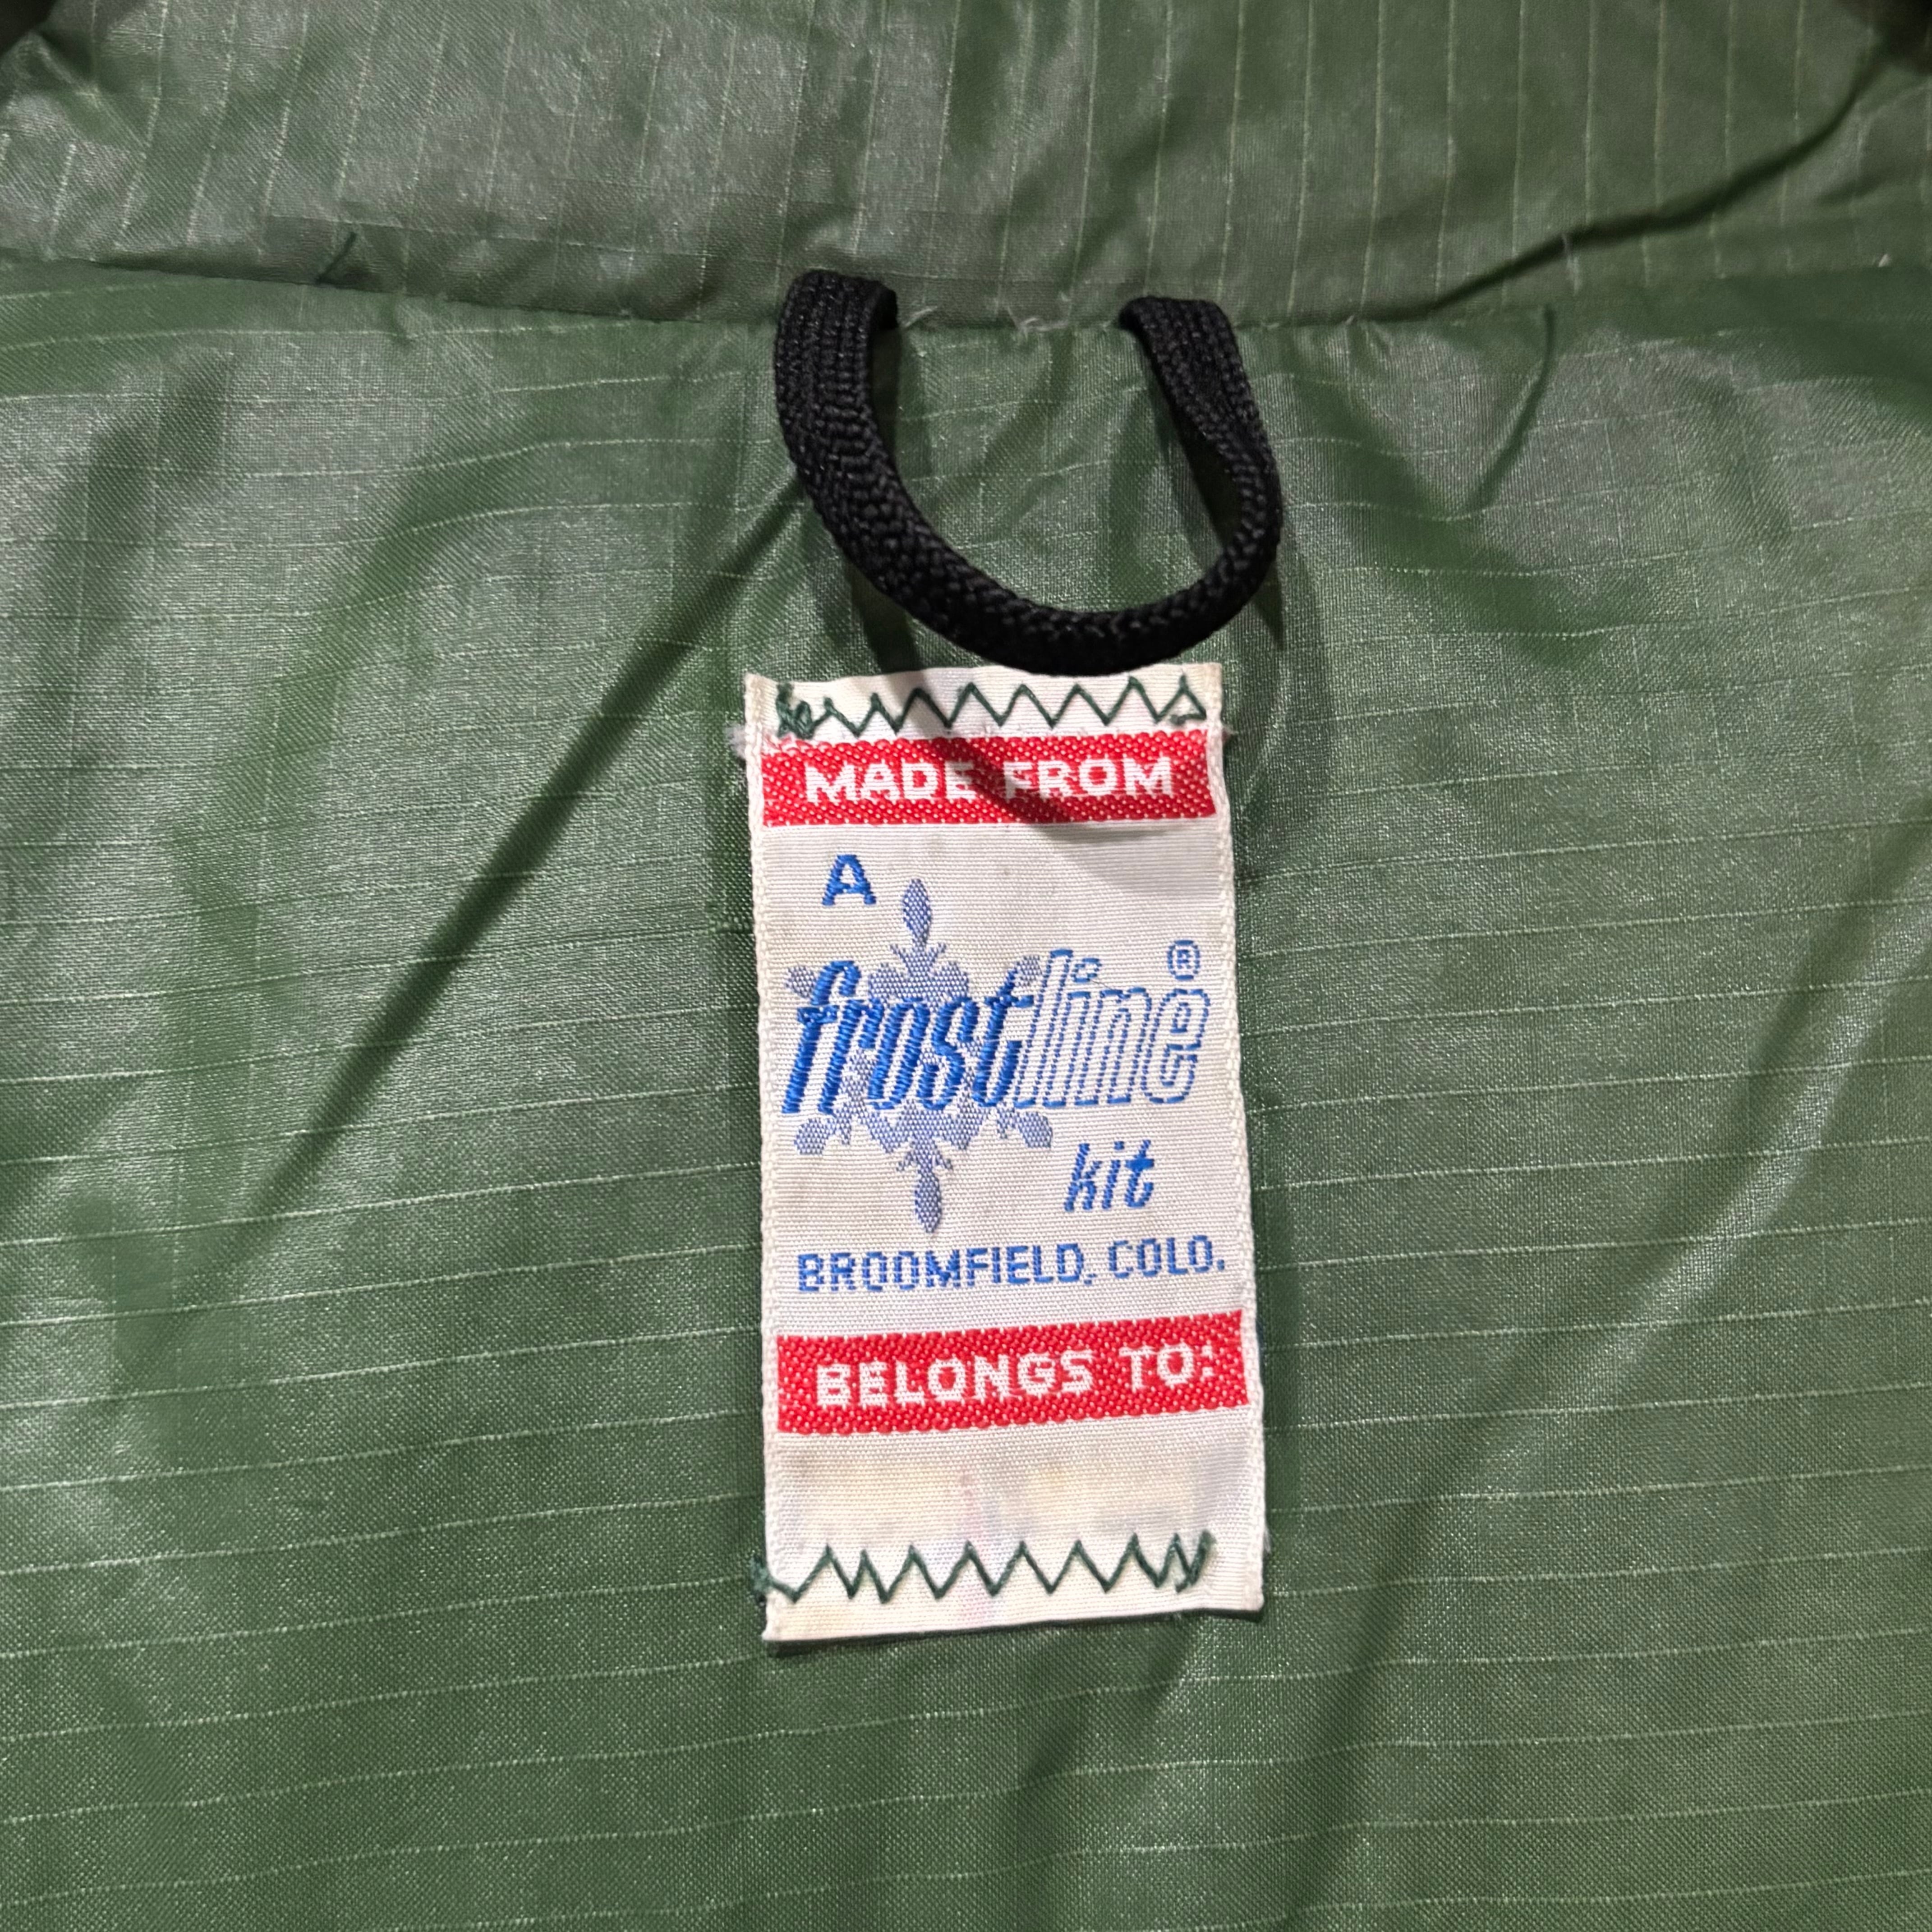 MADE FROM
A
frostline®
kit
BROOMFIELD, COLO.
BELONGS TO: